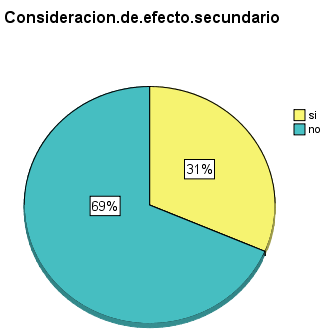 Consideracion.de.efecto.secundario
si
no
31%
69%